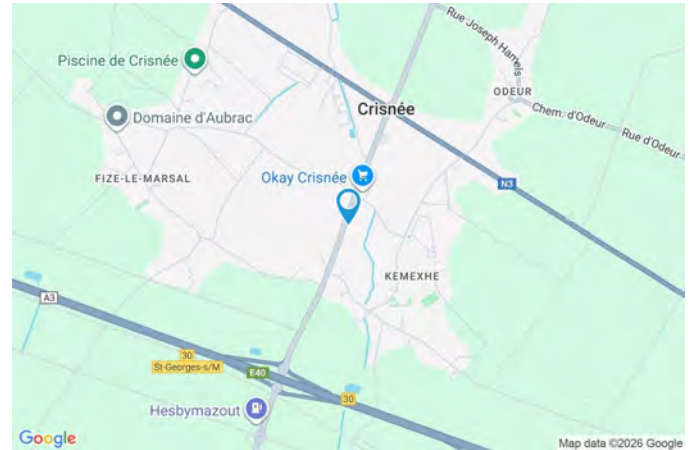 Rue Joseph Harrels
Piscine de Crisnée
ODEUR
Crisnée
Domaine d'Aubrac
Chem. d'Odeur
Rue d'Odeur
Okay Crisnée
FIZE-LE-MARSAL
N3
KEMEXHE
A3
30
St-Georges-s/M
E40
30
Hesbymazout
Google
Map data ©2026 Google